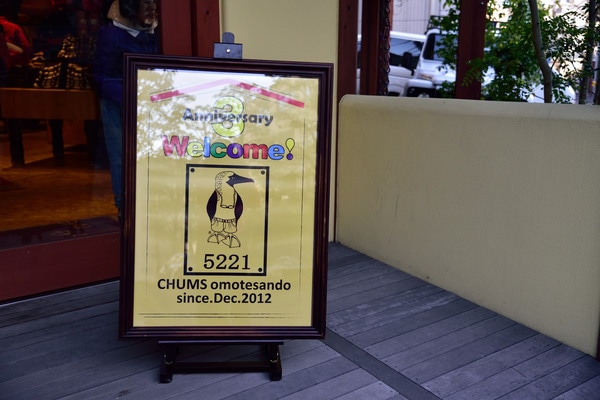 3
Anniversary
Welcome!
5221
CHUMS omotesando
since.Dec.2012